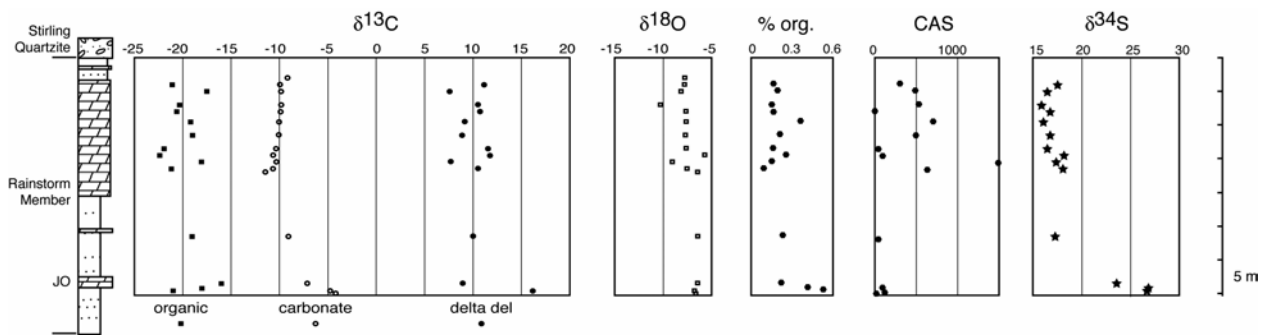 δ13C δ18O % org. CAS δ34S
Stirling
Quartzite
-25 -20 -15 -10 -5 0 5 10 15 20
-15 -10 -5
0 0.3 0.6
0 1000
15 20 25 30
Rainstorm
Member
JO
5 m
organic carbonate delta del